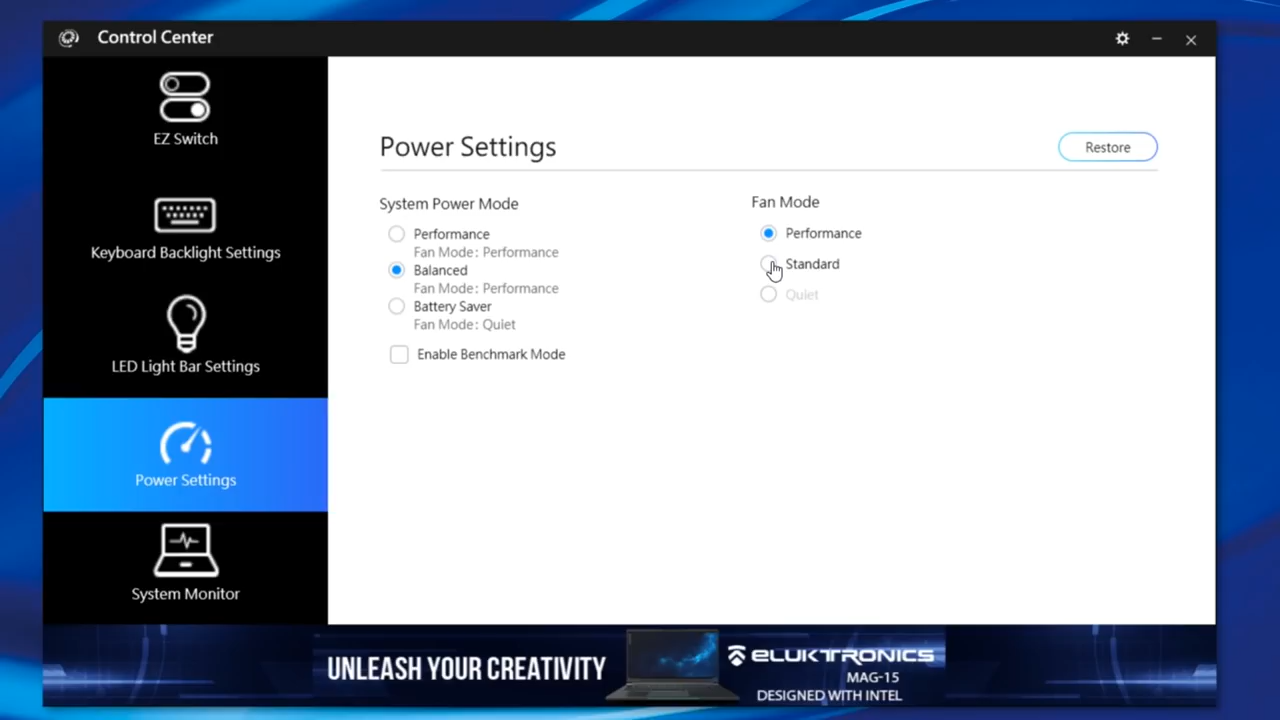 Control Center
EZ Switch
Keyboard Backlight Settings
LED Light Bar Settings
Power Settings
System Monitor
Power Settings
Restore
System Power Mode
Performance
Fan Mode: Performance
Balanced
Fan Mode: Performance
Battery Saver
Fan Mode: Quiet
Enable Benchmark Mode
Fan Mode
Performance
Standard
Quiet
UNLEASH YOUR CREATIVITY
ELUKTRONICS
MAG-15
DESIGNED WITH INTEL